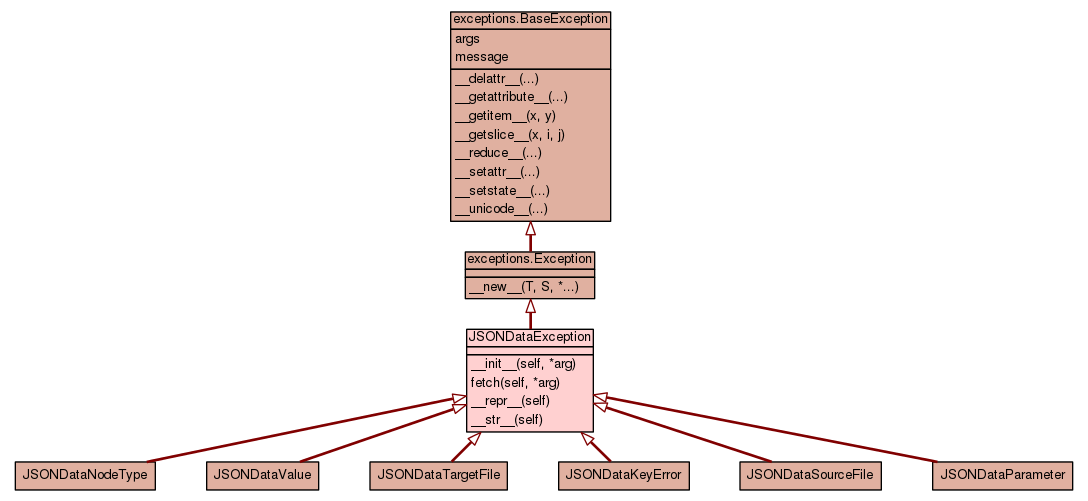 exceptions.BaseException
args
message
__delattr__(...)
__getattribute__(...)
__getitem__(x, y)
__getslice__(x, i, j)
__reduce__(...)
__setattr__(...)
__setstate__(...)
__unicode__(...)
exceptions.Exception
__new__(T, S, *...)
JSONDataException
__init__(self, *arg)
fetch(self, *arg)
__repr__(self)
__str__(self)
JSONDataNodeType
JSONDataValue
JSONDataTargetFile
JSONDataKeyError
JSONDataSourceFile
JSONDataParameter